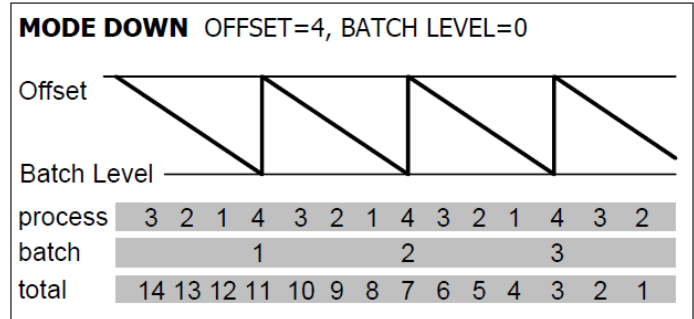 MODE DOWN OFFSET=4, BATCH LEVEL=0
Offset
Batch Level
process 3 2 1 4 3 2 1 4 3 2 1 4 3 2
batch 1 2 3
total 14 13 12 11 10 9 8 7 6 5 4 3 2 1